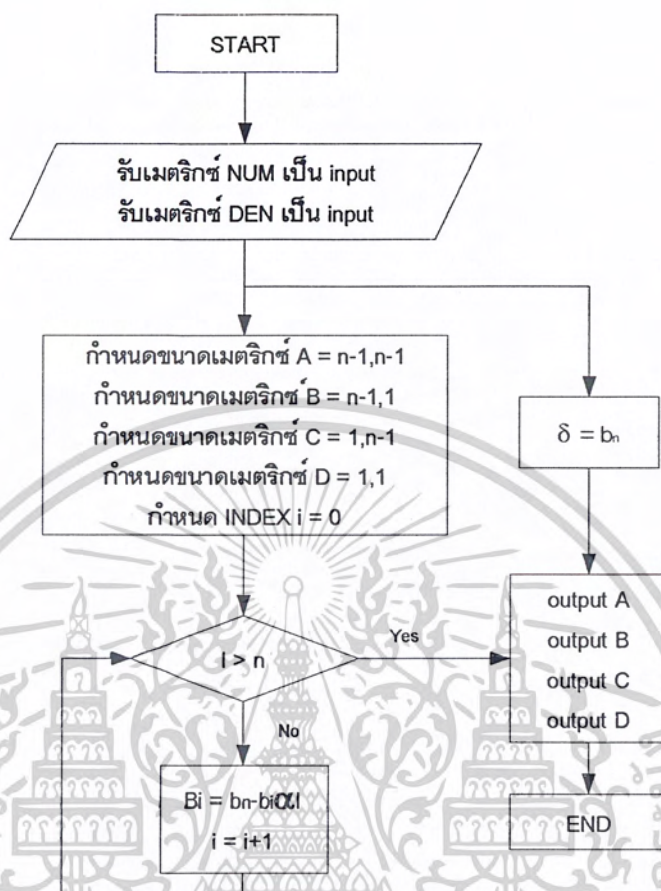 START
รับเมตริกซ์ NUM เป็น input
รับเมตริกซ์ DEN เป็น input
กำหนดขนาดเมตริกซ์ A = n-1,n-1
กำหนดขนาดเมตริกซ์ B = n-1,1
กำหนดขนาดเมตริกซ์ C = 1,n-1
กำหนดขนาดเมตริกซ์ D = 1,1
กำหนด INDEX i = 0
δ = bn
i > n
Yes
output A
output B
output C
output D
No
Bi = bn-biαi
i = i+1
END